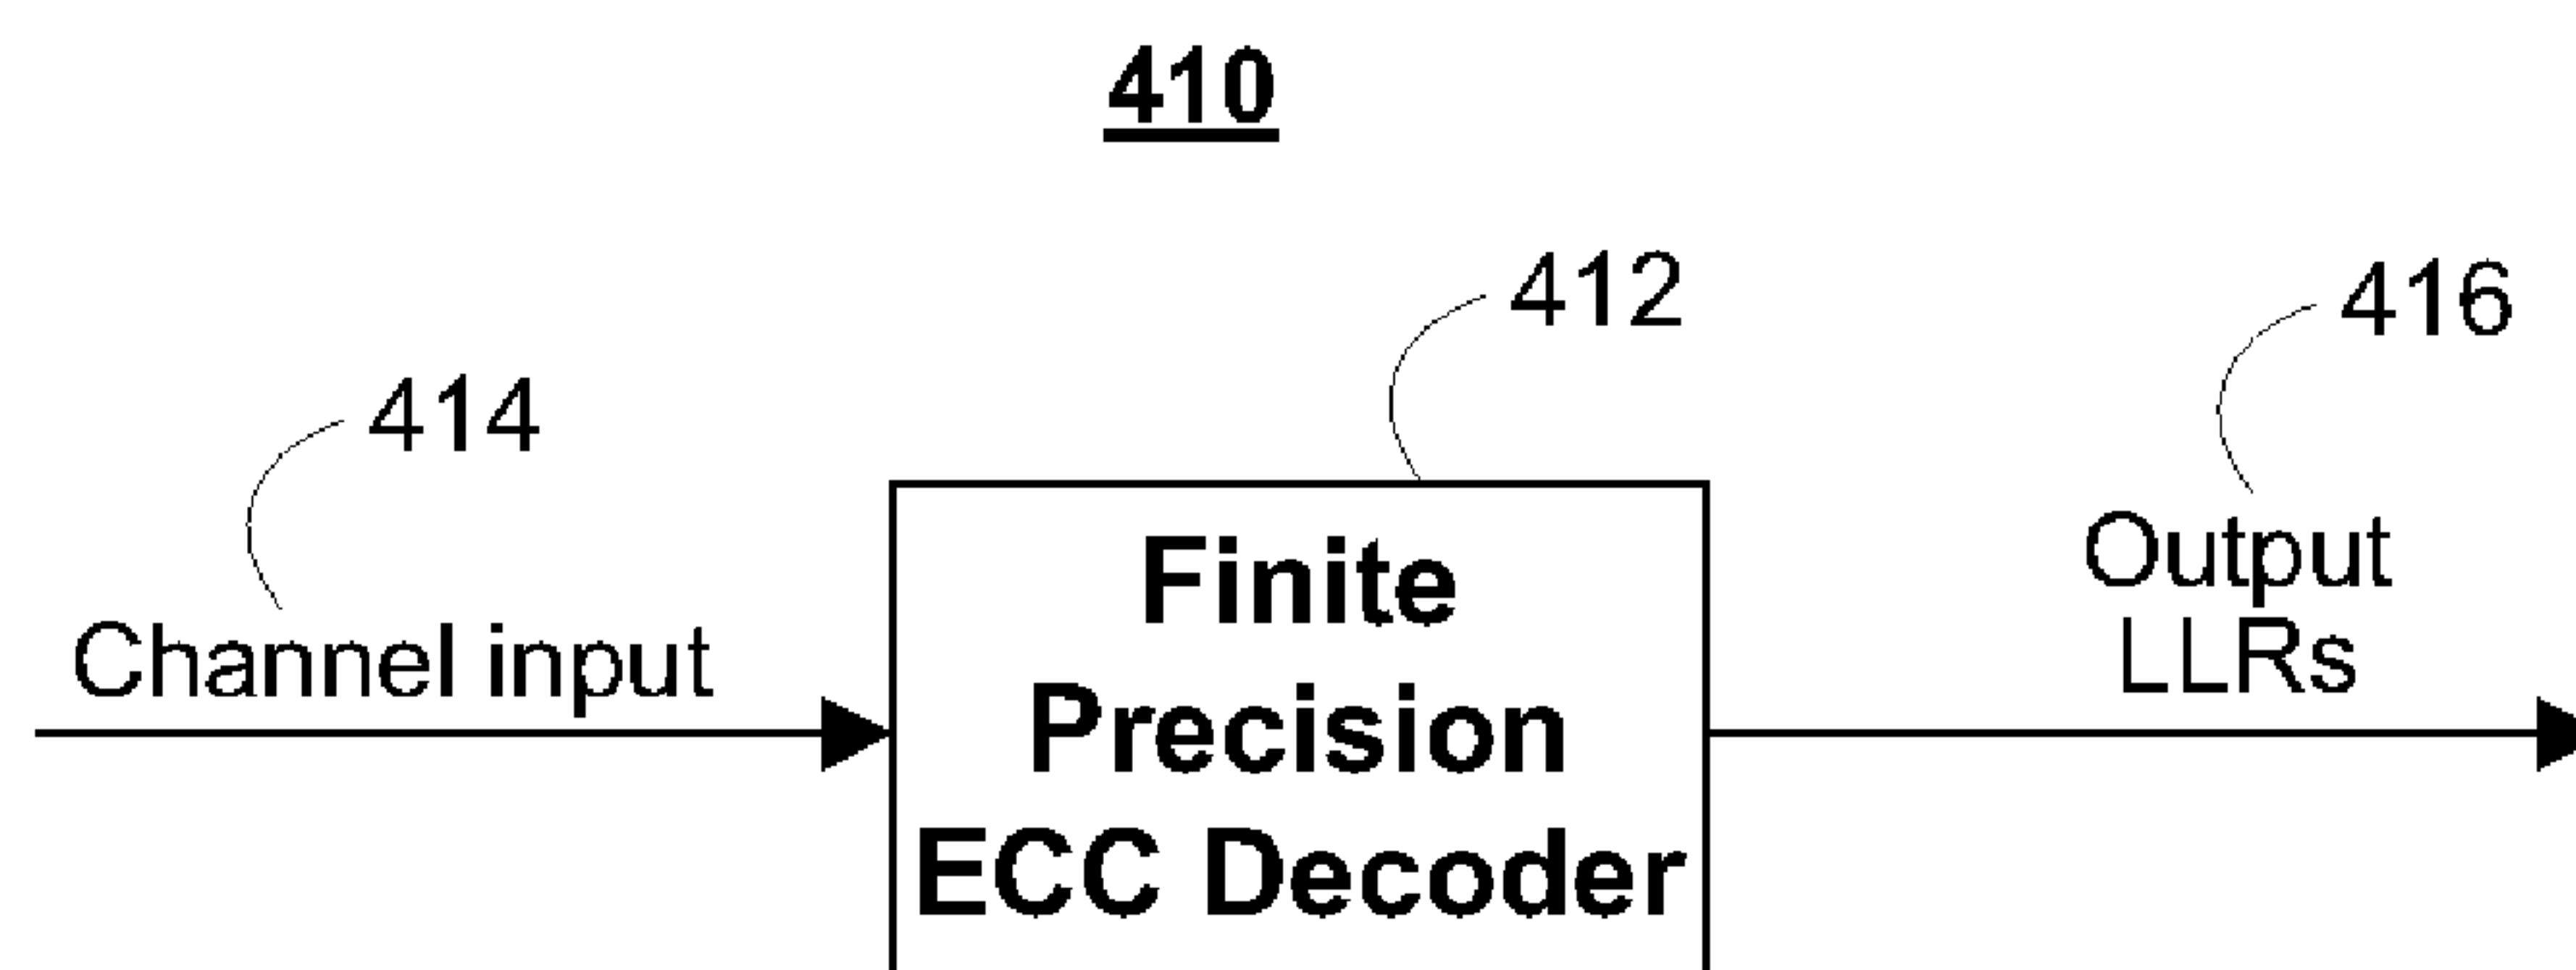 410
412
416
414
Finite
Precision
ECC Decoder
Channel input
Output
LLRs